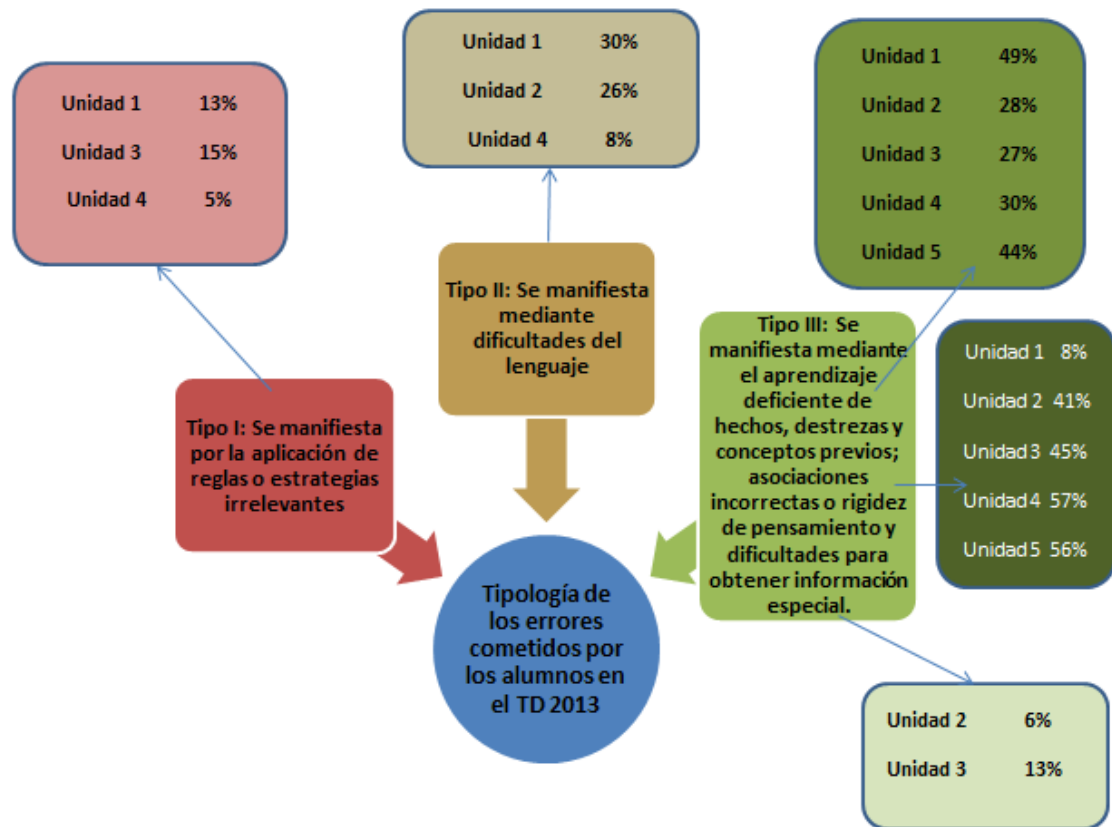 Unidad 1 13%
Unidad 3 15%
Unidad 4 5%
Unidad 1 30%
Unidad 2 26%
Unidad 4 8%
Unidad 1 49%
Unidad 2 28%
Unidad 3 27%
Unidad 4 30%
Unidad 5 44%
Tipo I: Se manifiesta
por la aplicación de
reglas o estrategias
irrelevantes
Tipo II: Se manifiesta
mediante
dificultades del
lenguaje
Tipo III: Se
manifiesta mediante
el aprendizaje
deficiente de
hechos, destrezas y
conceptos previos;
asociaciones
incorrectas o rigidez
de pensamiento y
dificultades para
obtener información
especial.
Unidad 1 8%
Unidad 2 41%
Unidad 3 45%
Unidad 4 57%
Unidad 5 56%
Tipología de
los errores
cometidos por
los alumnos en
el TD 2013
Unidad 2 6%
Unidad 3 13%